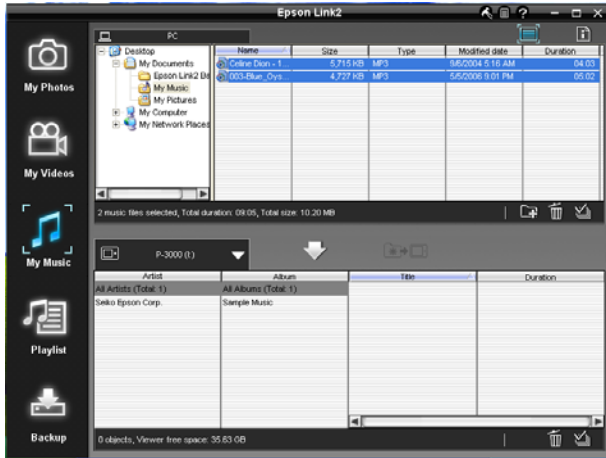 Epson Link2
PC
Desktop
My Documents
Epson Link2 Ba
My Music
My Pictures
My Computer
My Network Places
Name Size Type Modified date Duration
Celine Dion - 1... 5,715 KB MP3 9/6/2004 5:16 AM 04:03
003-Blue_Oys... 4,727 KB MP3 5/5/2006 9:01 PM 05:02
2 music files selected, Total duration: 09:05, Total size: 10.20 MB
My Photos
My Videos
My Music
Playlist
Backup
P-3000 (I:)
Artist Album Title Duration
All Artists (Total: 1) All Albums (Total: 1)
Seiko Epson Corp. Sample Music
0 objects, Viewer free space: 35.63 GB